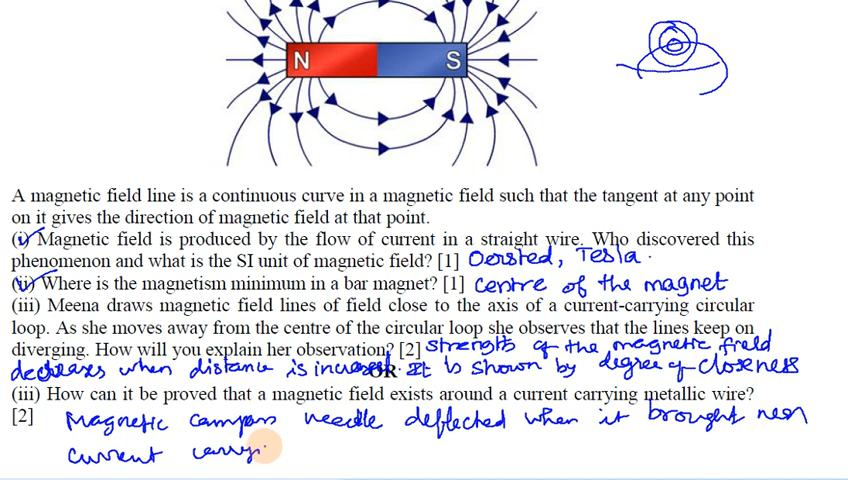 N S
A magnetic field line is a continuous curve in a magnetic field such that the tangent at any point
on it gives the direction of magnetic field at that point.
(i) Magnetic field is produced by the flow of current in a straight wire. Who discovered this
phenomenon and what is the SI unit of magnetic field? [1] Oersted, Tesla.
(ii) Where is the magnetism minimum in a bar magnet? [1] centre of the magnet
(iii) Meena draws magnetic field lines of field close to the axis of a current-carrying circular
loop. As she moves away from the centre of the circular loop she observes that the lines keep on
diverging. How will you explain her observation? [2] strength of the magnetic field
decreases when distance is increased. It is shown by degree of closeness
OR
(iii) How can it be proved that a magnetic field exists around a current carrying metallic wire?
[2] Magnetic compass needle deflected when it brought near
current carryi